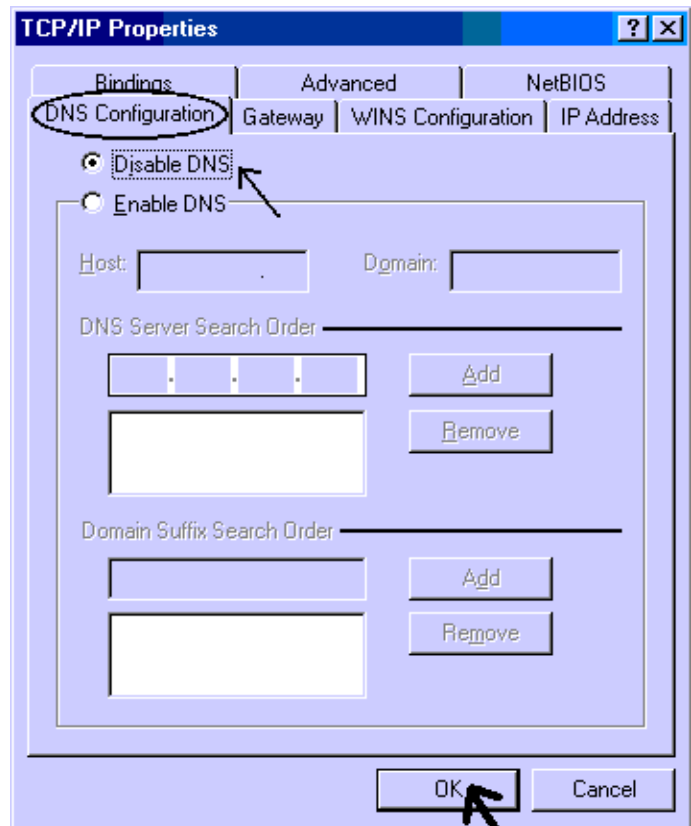 TCP/IP Properties
Bindings Advanced NetBIOS
DNS Configuration Gateway WINS Configuration IP Address
Disable DNS
Enable DNS
Host: Domain:
DNS Server Search Order
Add
Remove
Domain Suffix Search Order
Add
Remove
OK Cancel